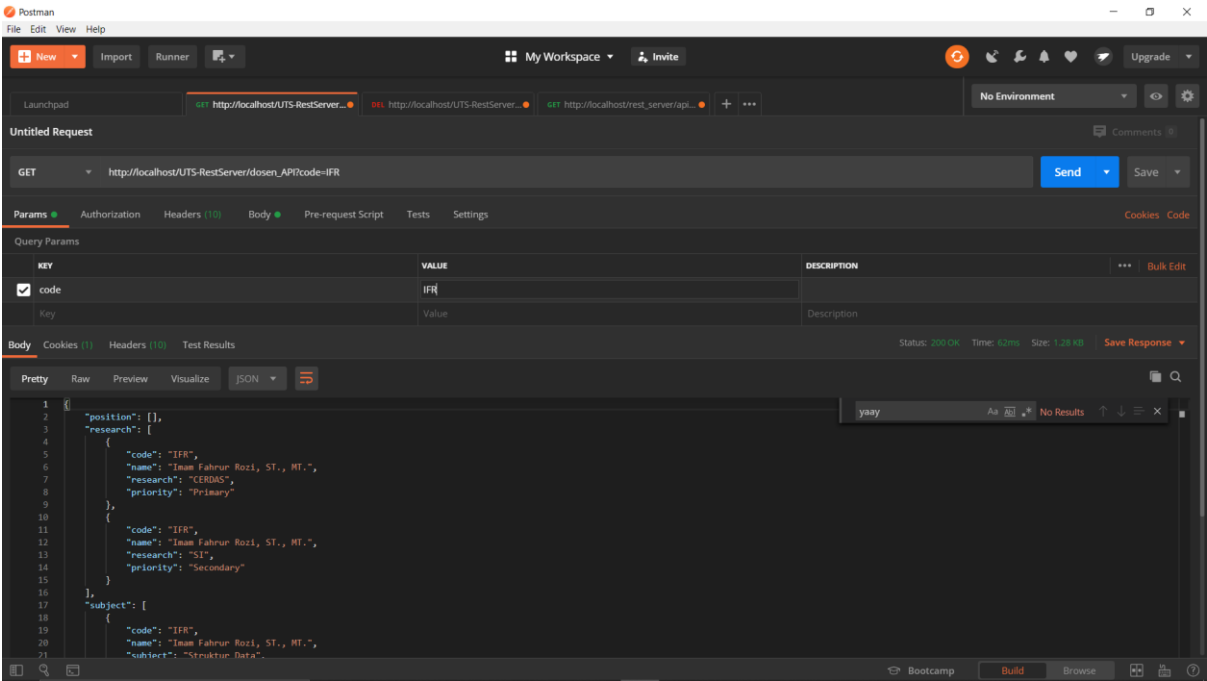 Postman
File Edit View Help
New Import Runner My Workspace Invite Upgrade
Launchpad GET http://localhost/UTS-RestServer... DEL http://localhost/UTS-RestServer... GET http://localhost/rest_server/api... + ••• No Environment
Untitled Request Comments 0
GET http://localhost/UTS-RestServer/dosen_API?code=IFR Send Save
Params Authorization Headers (10) Body Pre-request Script Tests Settings Cookies Code
Query Params
KEY VALUE DESCRIPTION ••• Bulk Edit
code IFR
Key Value Description
Body Cookies (1) Headers (10) Test Results Status: 200 OK Time: 62ms Size: 1.28 KB Save Response
Pretty Raw Preview Visualize JSON
yaay Aa Abl .* No Results
1 {
2 "position": [],
3 "research": [
4 {
5 "code": "IFR",
6 "name": "Imam Fahrur Rozi, ST., MT.",
7 "research": "CERDAS",
8 "priority": "Primary"
9 },
10 {
11 "code": "IFR",
12 "name": "Imam Fahrur Rozi, ST., MT.",
13 "research": "SI",
14 "priority": "Secondary"
15 }
16 ],
17 "subject": [
18 {
19 "code": "IFR",
20 "name": "Imam Fahrur Rozi, ST., MT.",
21 "subject": "Struktur Data",
Bootcamp Build Browse